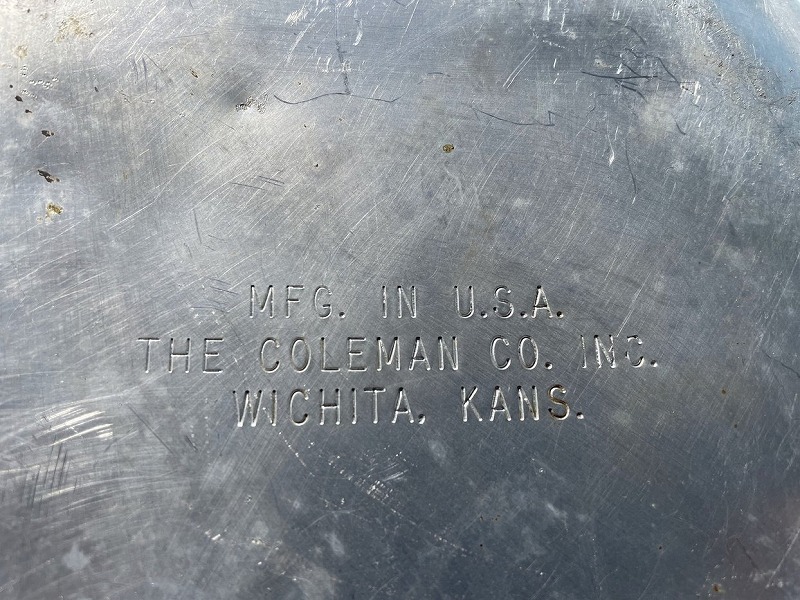 MFG. IN U.S.A.
THE COLEMAN CO. INC.
WICHITA, KANS.